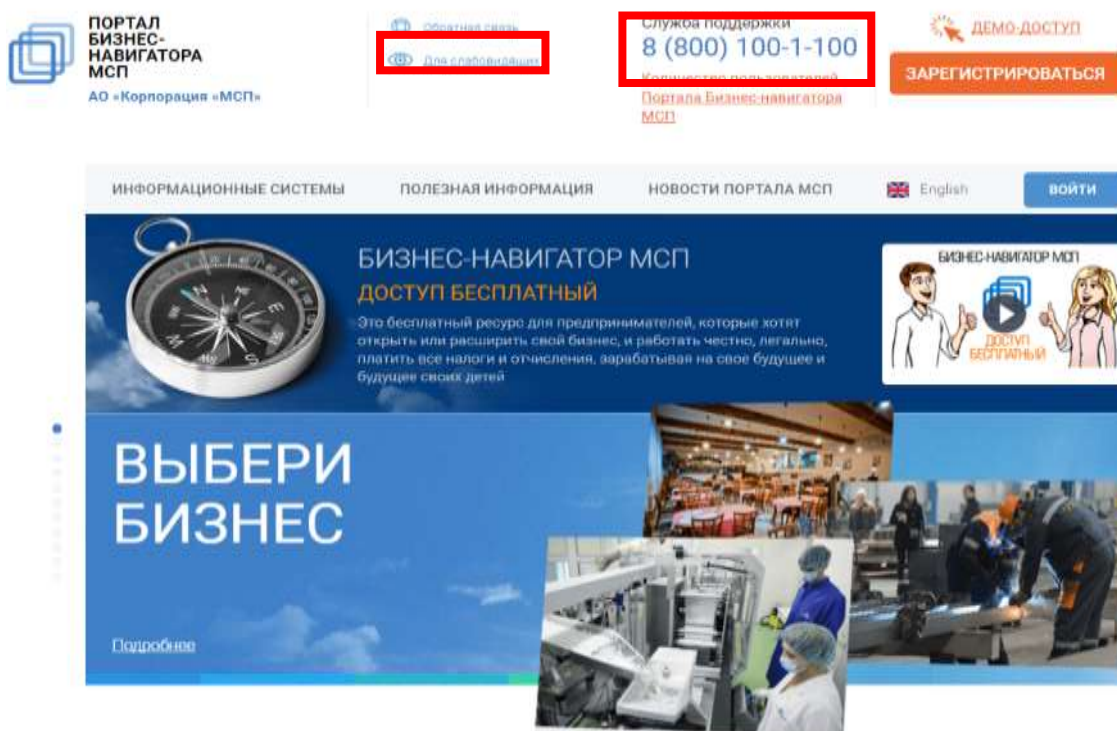 ПОРТАЛ
БИЗНЕС-
НАВИГАТОРА
МСП
АО «Корпорация «МСП»
Обратная связь
Для слабовидящих
Служба поддержки
8 (800) 100-1-100
Количество пользователей
Портала Бизнес-навигатора
МСП
ДЕМО-ДОСТУП
ЗАРЕГИСТРИРОВАТЬСЯ
ИНФОРМАЦИОННЫЕ СИСТЕМЫ
ПОЛЕЗНАЯ ИНФОРМАЦИЯ
НОВОСТИ ПОРТАЛА МСП
English
ВОЙТИ
БИЗНЕС-НАВИГАТОР МСП
ДОСТУП БЕСПЛАТНЫЙ
Это бесплатный ресурс для предпринимателей, которые хотят
открыть или расширить свой бизнес, и работать честно, легально,
платить все налоги и отчисления, зарабатывая на свое будущее и
будущее своих детей
БИЗНЕС-НАВИГАТОР МСП
ДОСТУП
БЕСПЛАТНЫЙ
N
NE
E
S
W
ВЫБЕРИ
БИЗНЕС
Подробнее